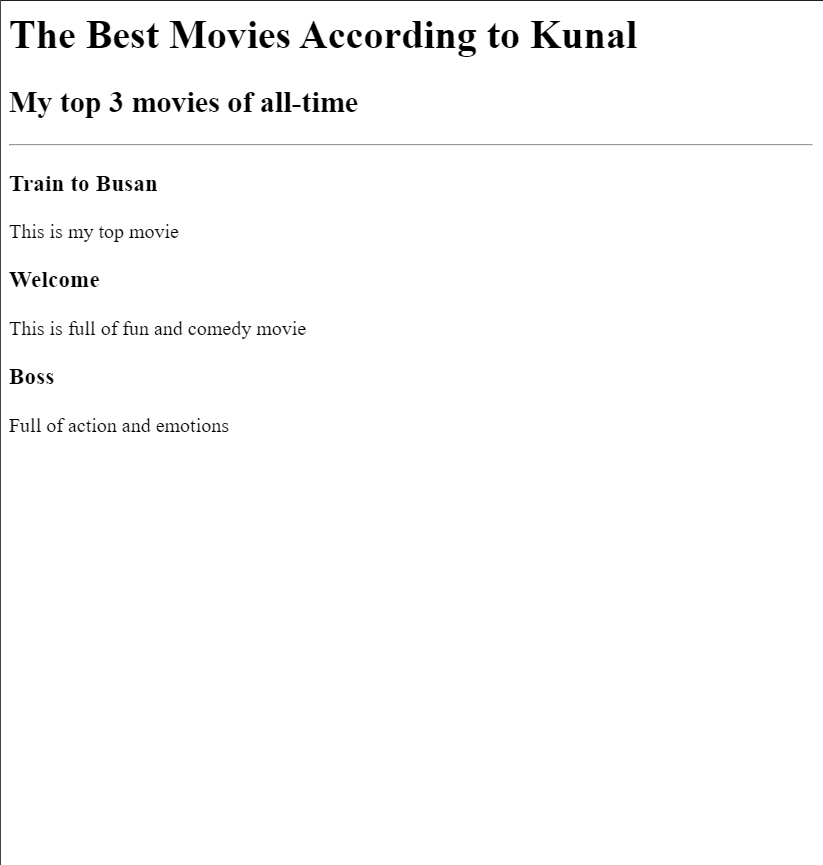 The Best Movies According to Kunal
My top 3 movies of all-time
Train to Busan
This is my top movie
Welcome
This is full of fun and comedy movie
Boss
Full of action and emotions